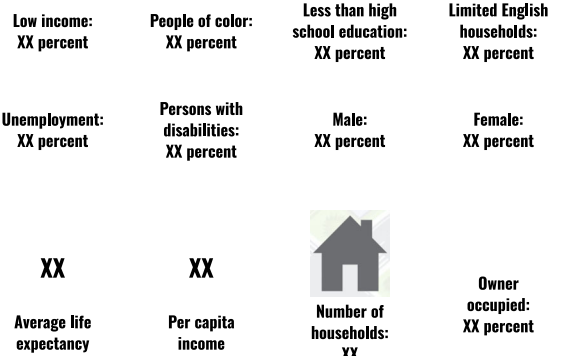 Low income:
XX percent
People of color:
XX percent
Less than high
school education:
XX percent
Limited English
households:
XX percent
Unemployment:
XX percent
Persons with
disabilities:
XX percent
Male:
XX percent
Female:
XX percent
XX
Average life
expectancy
XX
Per capita
income
Number of
households:
XX
Owner
occupied:
XX percent